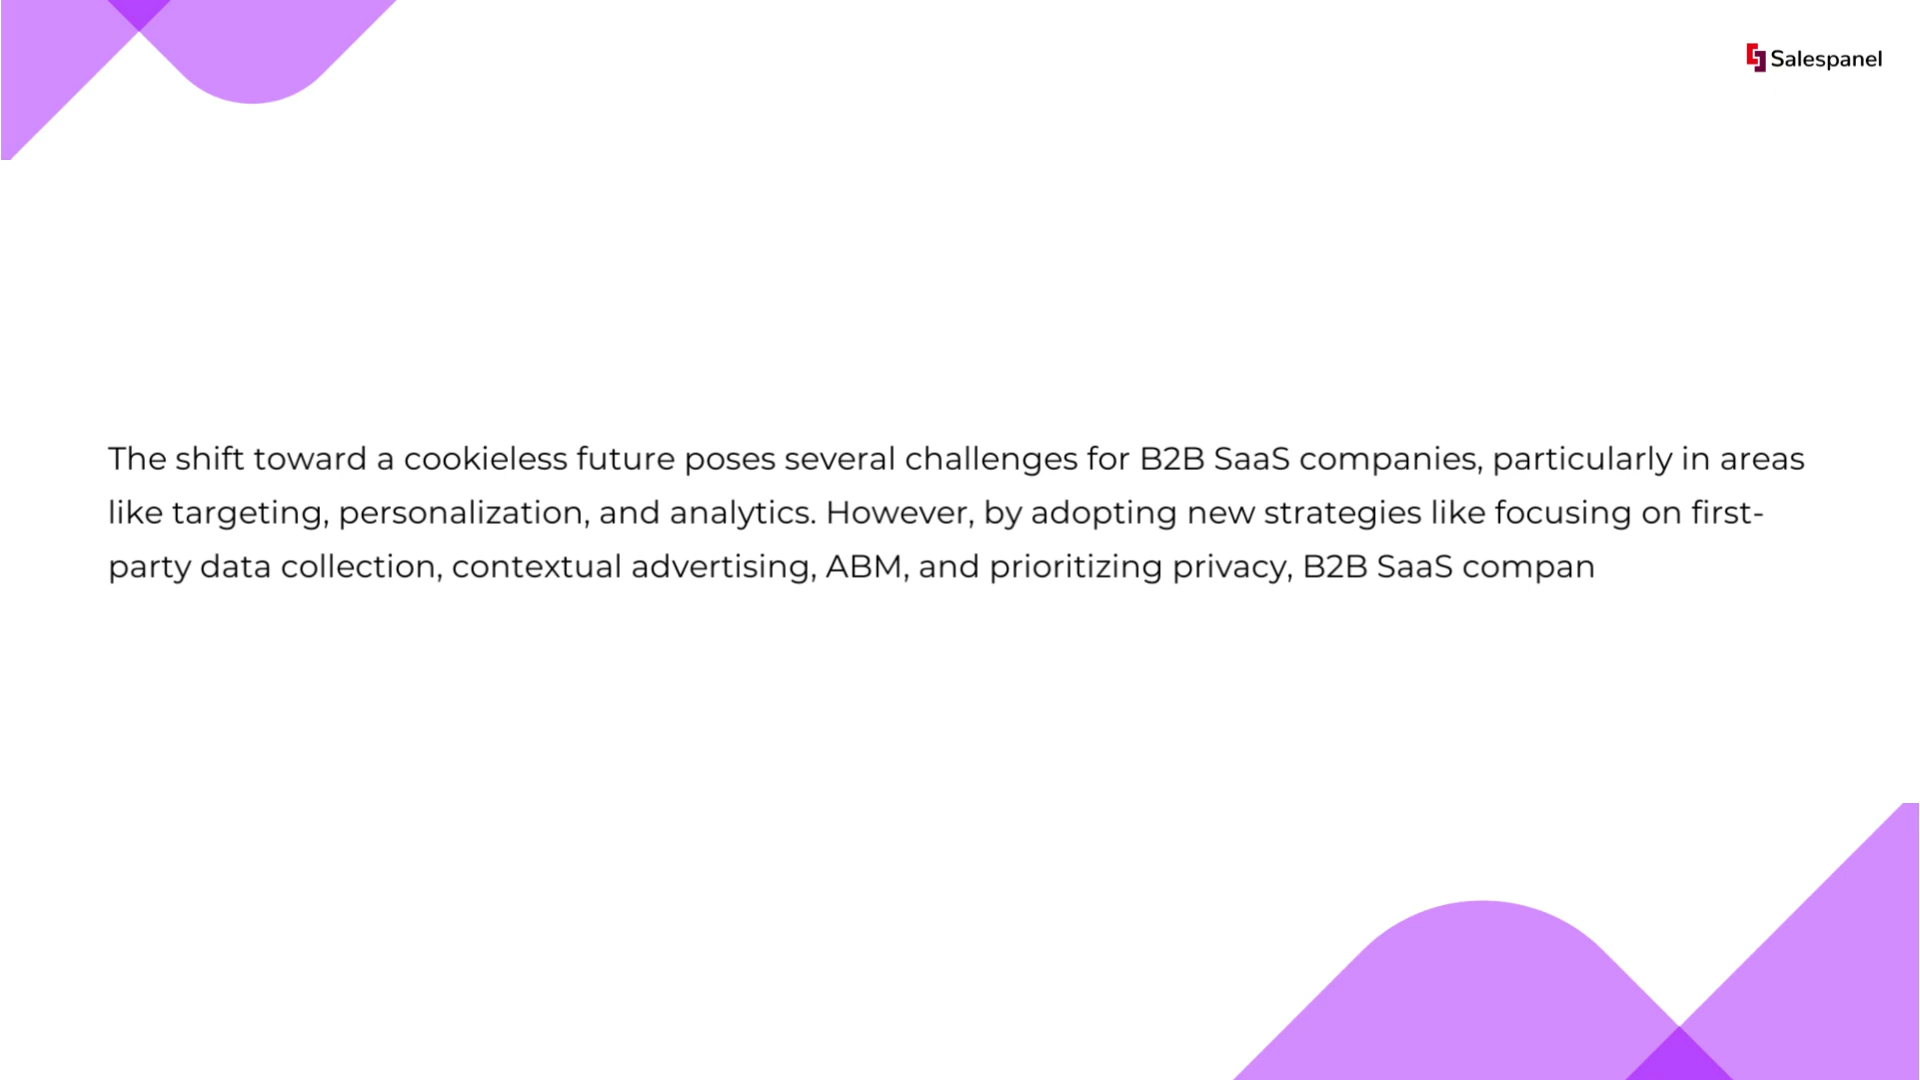 Salespanel
The shift toward a cookieless future poses several challenges for B2B SaaS companies, particularly in areas
like targeting, personalization, and analytics. However, by adopting new strategies like focusing on first-
party data collection, contextual advertising, ABM, and prioritizing privacy, B2B SaaS compan